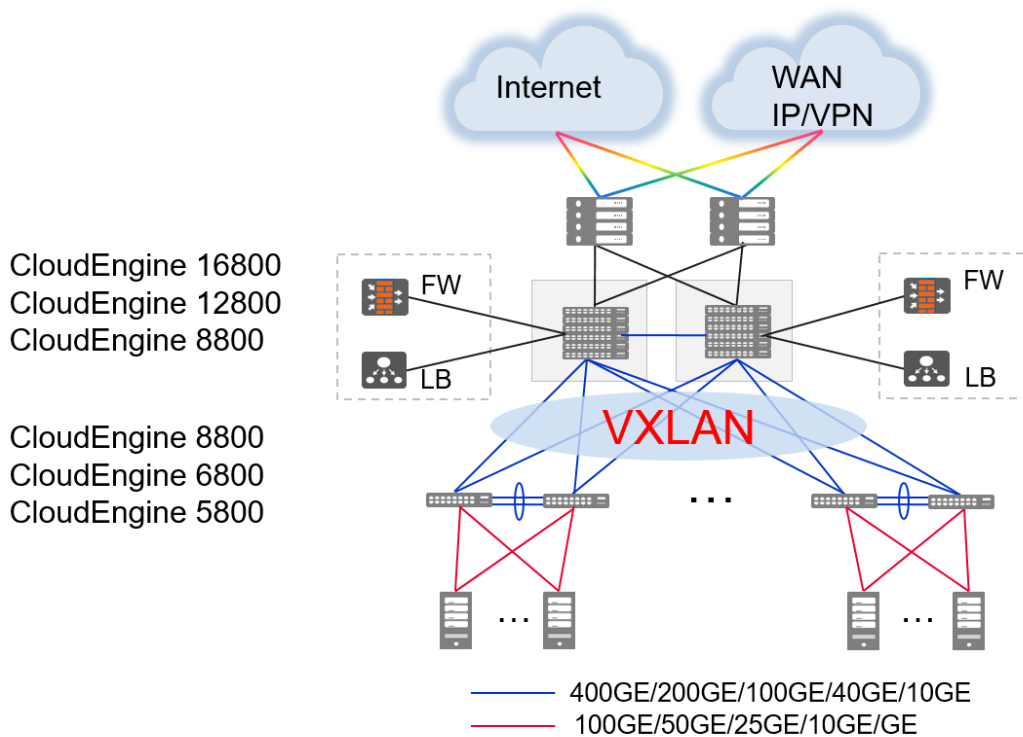 Internet
WAN
IP/VPN
CloudEngine 16800
CloudEngine 12800
CloudEngine 8800
FW
LB
FW
LB
VXLAN
CloudEngine 8800
CloudEngine 6800
CloudEngine 5800
...
... ...
400GE/200GE/100GE/40GE/10GE
100GE/50GE/25GE/10GE/GE